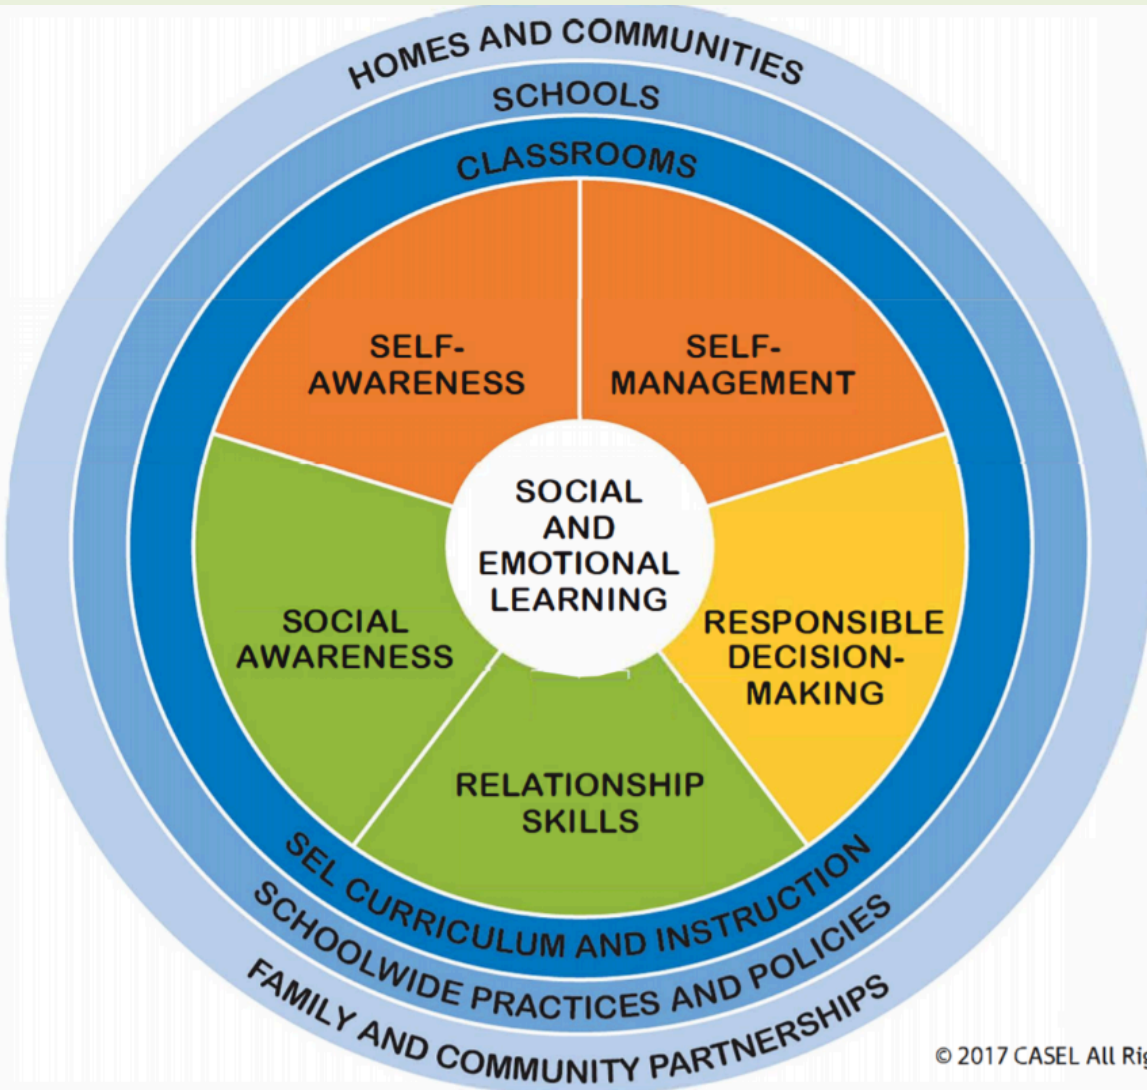 HOMES AND COMMUNITIES
SCHOOLS
CLASSROOMS
SELF-
AWARENESS
SELF-
MANAGEMENT
SOCIAL
AND
EMOTIONAL
LEARNING
SOCIAL
AWARENESS
RESPONSIBLE
DECISION-
MAKING
RELATIONSHIP
SKILLS
SEL CURRICULUM AND INSTRUCTION
SCHOOLWIDE PRACTICES AND POLICIES
FAMILY AND COMMUNITY PARTNERSHIPS
© 2017 CASEL All